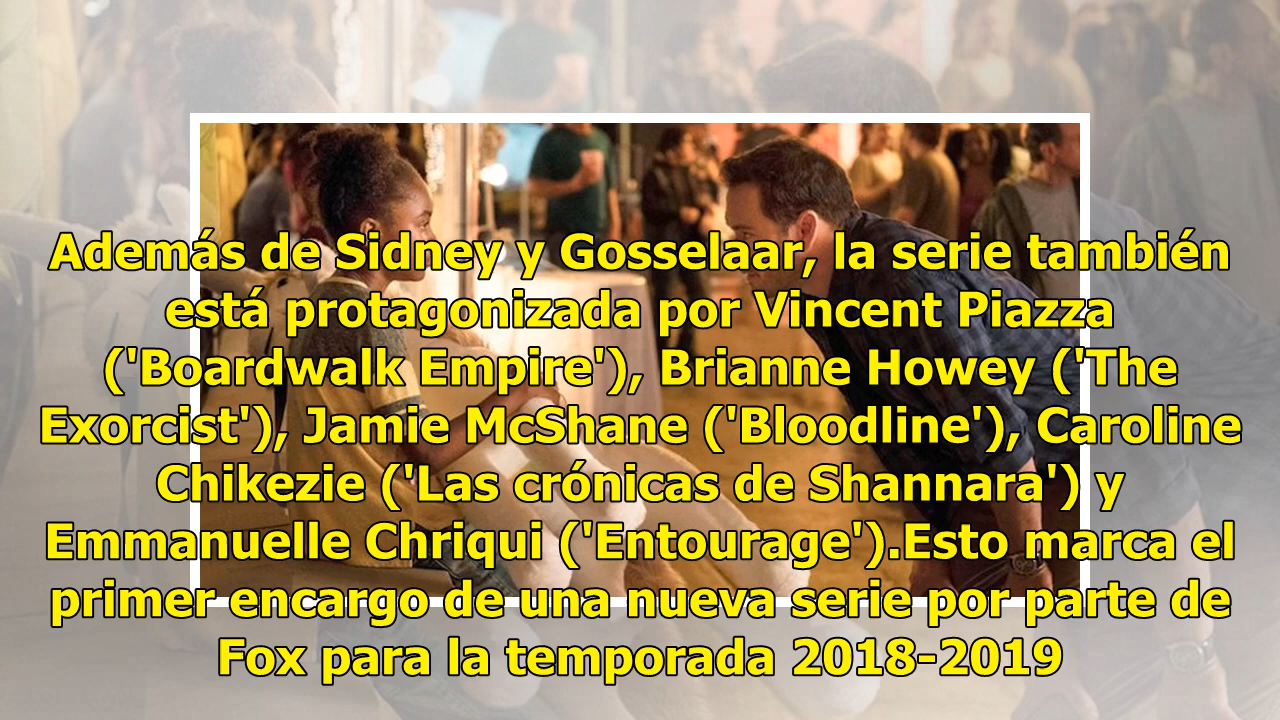 Además de Sidney y Gosselaar, la serie también
está protagonizada por Vincent Piazza
('Boardwalk Empire'), Brianne Howey ('The
Exorcist'), Jamie McShane ('Bloodline'), Caroline
Chikezie ('Las crónicas de Shannara') y
Emmanuelle Chriqui ('Entourage').Esto marca el
primer encargo de una nueva serie por parte de
Fox para la temporada 2018-2019